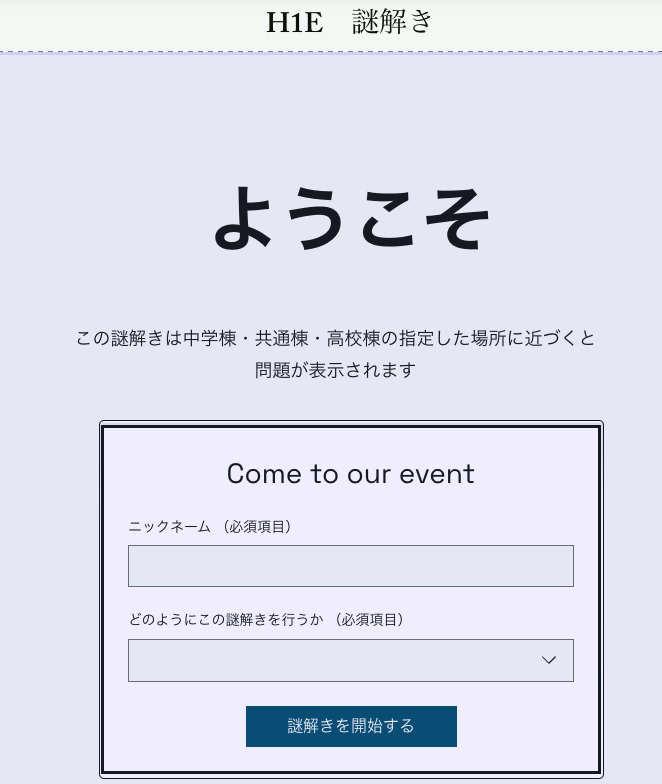 H1E　謎解き
ようこそ
この謎解きは中学棟・共通棟・高校棟の指定した場所に近づくと
問題が表示されます
Come to our event
ニックネーム （必須項目）
どのようにこの謎解きを行うか （必須項目）
謎解きを開始する